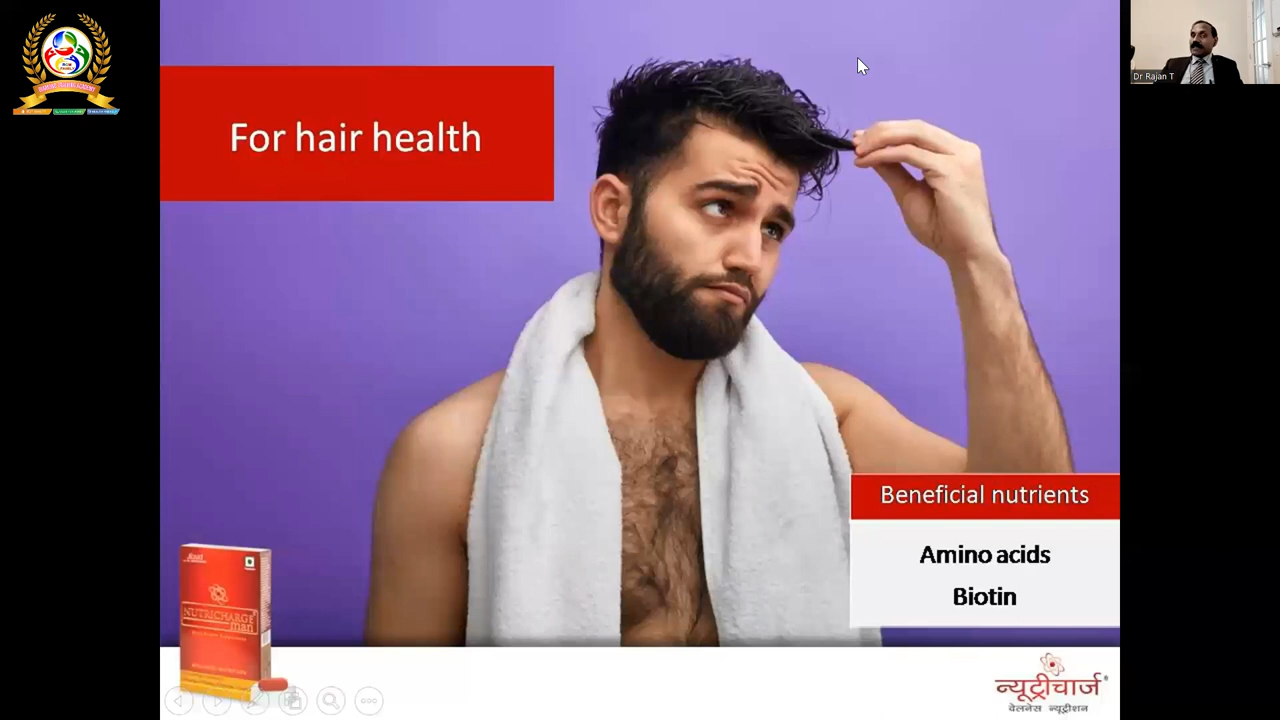 For hair health
Dr Rajan T
Beneficial nutrients
Amino acids
Biotin
NUTRICHARGE
man
न्यूट्रीचार्ज
वेलनेस न्यूट्रीशन